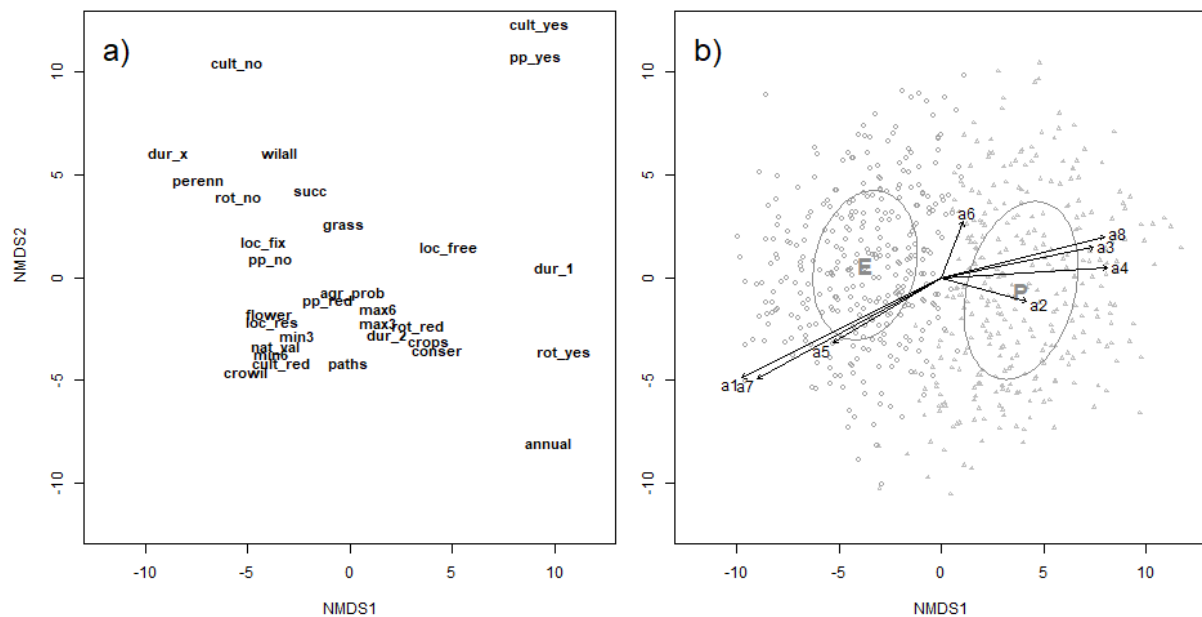 a)
cult_yes
cult_no
pp_yes
dur_x
wilall
perenn
succ
rot_no
grass
loc_fix
loc_free
pp_no
dur_1
agr_prob
pp_red
max6
flower
loc_res
max3
rot_red
min3
dur_2
crops
nat_val
conser
min6
rot_yes
cult_red
paths
crowil
annual
10
5
0
-5
-10
NMDS2
-10
-5
0
5
10
NMDS1
b)
a6
a8
a3
a4
E
P
a2
a5
a1
a7
10
5
0
-5
-10
-10
-5
0
5
10
NMDS1